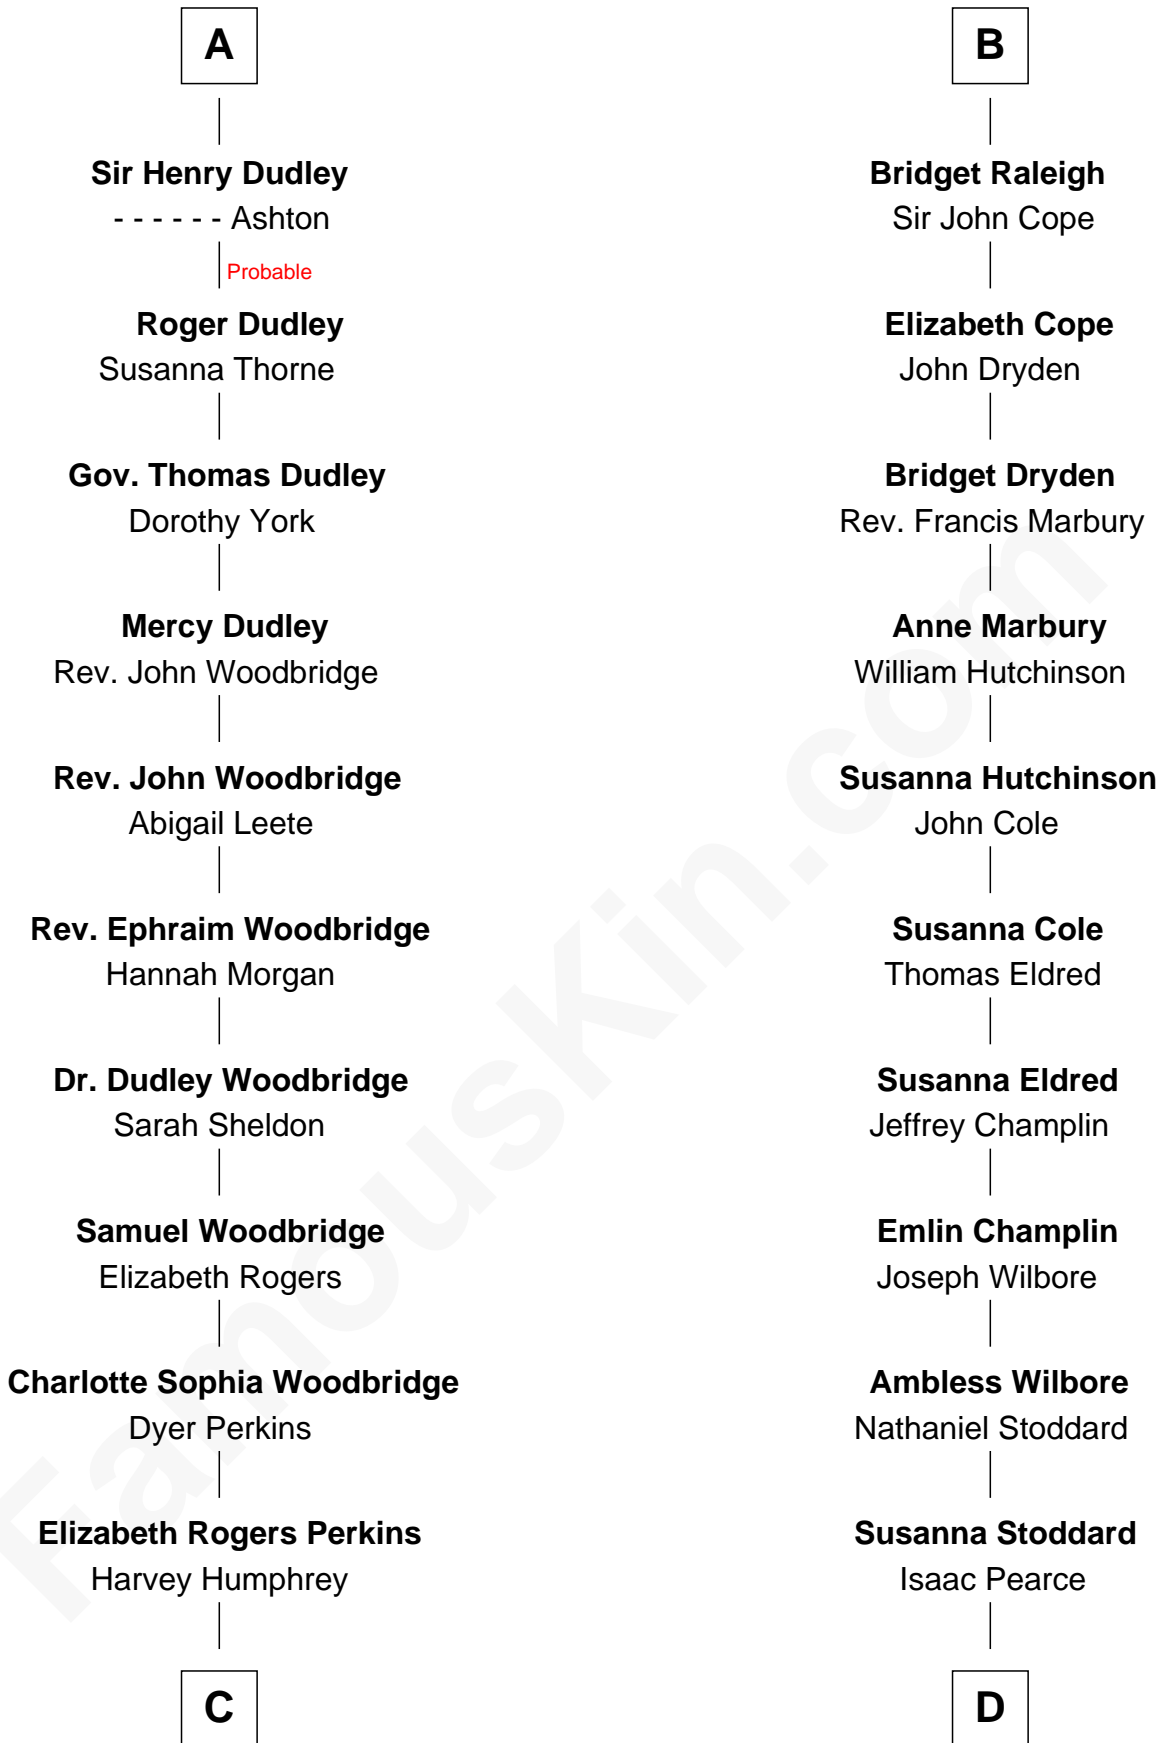 A
Sir Henry Dudley
- - - - - - Ashton
Probable
Roger Dudley
Susanna Thorne
Gov. Thomas Dudley
Dorothy York
Mercy Dudley
Rev. John Woodbridge
Rev. John Woodbridge
Abigail Leete
Rev. Ephraim Woodbridge
Hannah Morgan
Dr. Dudley Woodbridge
Sarah Sheldon
Samuel Woodbridge
Elizabeth Rogers
Charlotte Sophia Woodbridge
Dyer Perkins
Elizabeth Rogers Perkins
Harvey Humphrey
C
B
Bridget Raleigh
Sir John Cope
Elizabeth Cope
John Dryden
Bridget Dryden
Rev. Francis Marbury
Anne Marbury
William Hutchinson
Susanna Hutchinson
John Cole
Susanna Cole
Thomas Eldred
Susanna Eldred
Jeffrey Champlin
Emlin Champlin
Joseph Wilbore
Ambless Wilbore
Nathaniel Stoddard
Susanna Stoddard
Isaac Pearce
D
FamousKin.com